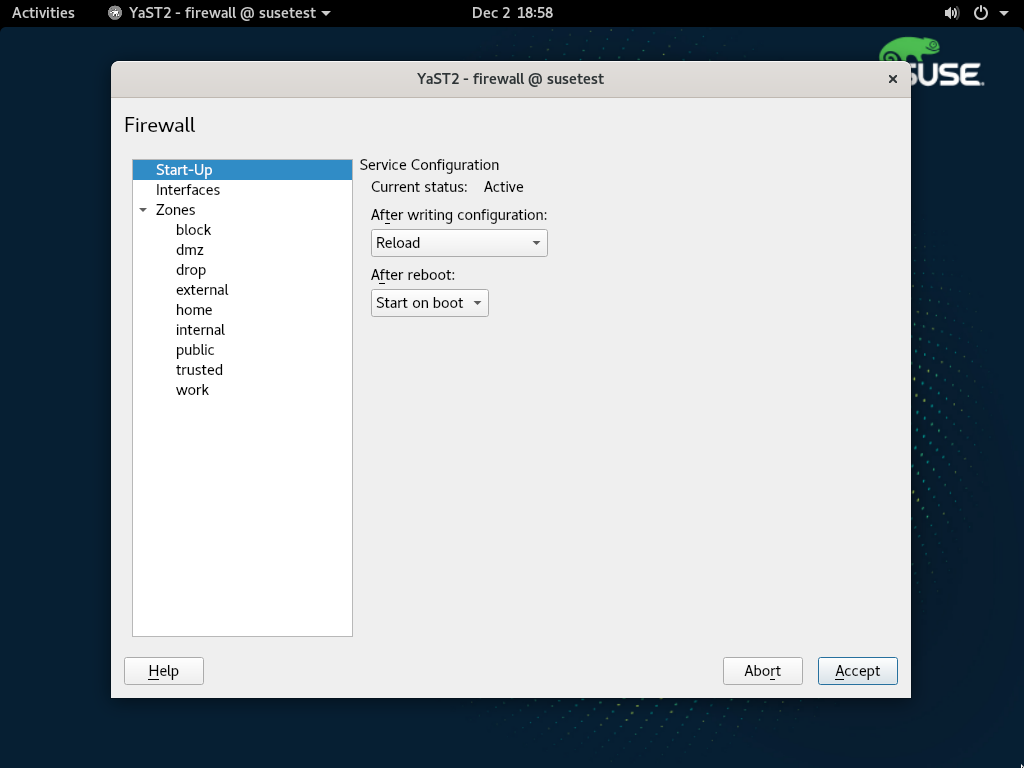 Activities YaST2 - firewall @ susetest Dec 2 18:58
SUSE.
YaST2 - firewall @ susetest
Firewall
Start-Up
Interfaces
Zones
block
dmz
drop
external
home
internal
public
trusted
work
Service Configuration
Current status: Active
After writing configuration:
Reload
After reboot:
Start on boot
Help Abort Accept